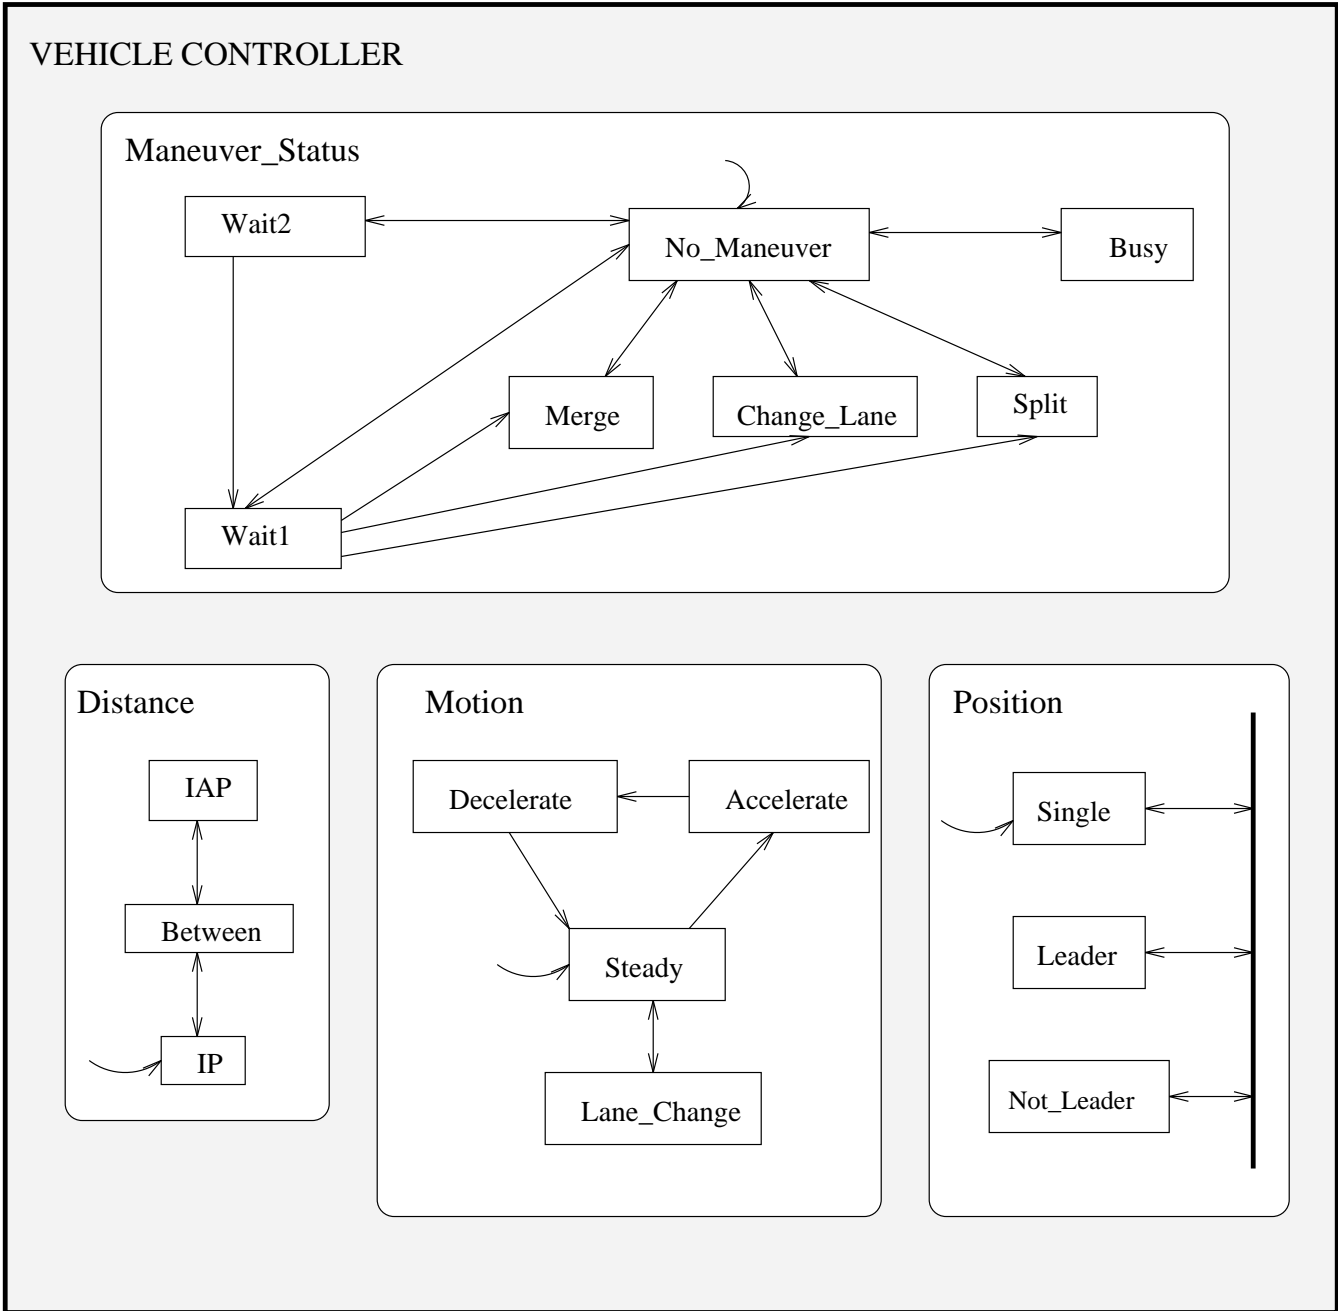 VEHICLE CONTROLLER
Maneuver_Status
Wait2
No_Maneuver
Busy
Merge
Change_Lane
Split
Wait1
Distance
IAP
Between
IP
Motion
Decelerate
Accelerate
Steady
Lane_Change
Position
Single
Leader
Not_Leader